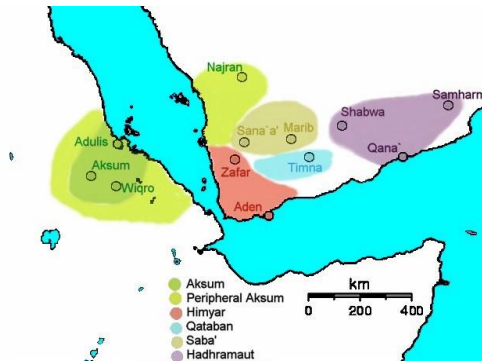 Najran
Samharm
Shabwa
Sana`a'
Marib
Adulis
Qana`
Aksum
Zafar
Timna
Wiqro
Aden
km
0 200 400
Aksum
Peripheral Aksum
Himyar
Qataban
Saba'
Hadhramaut